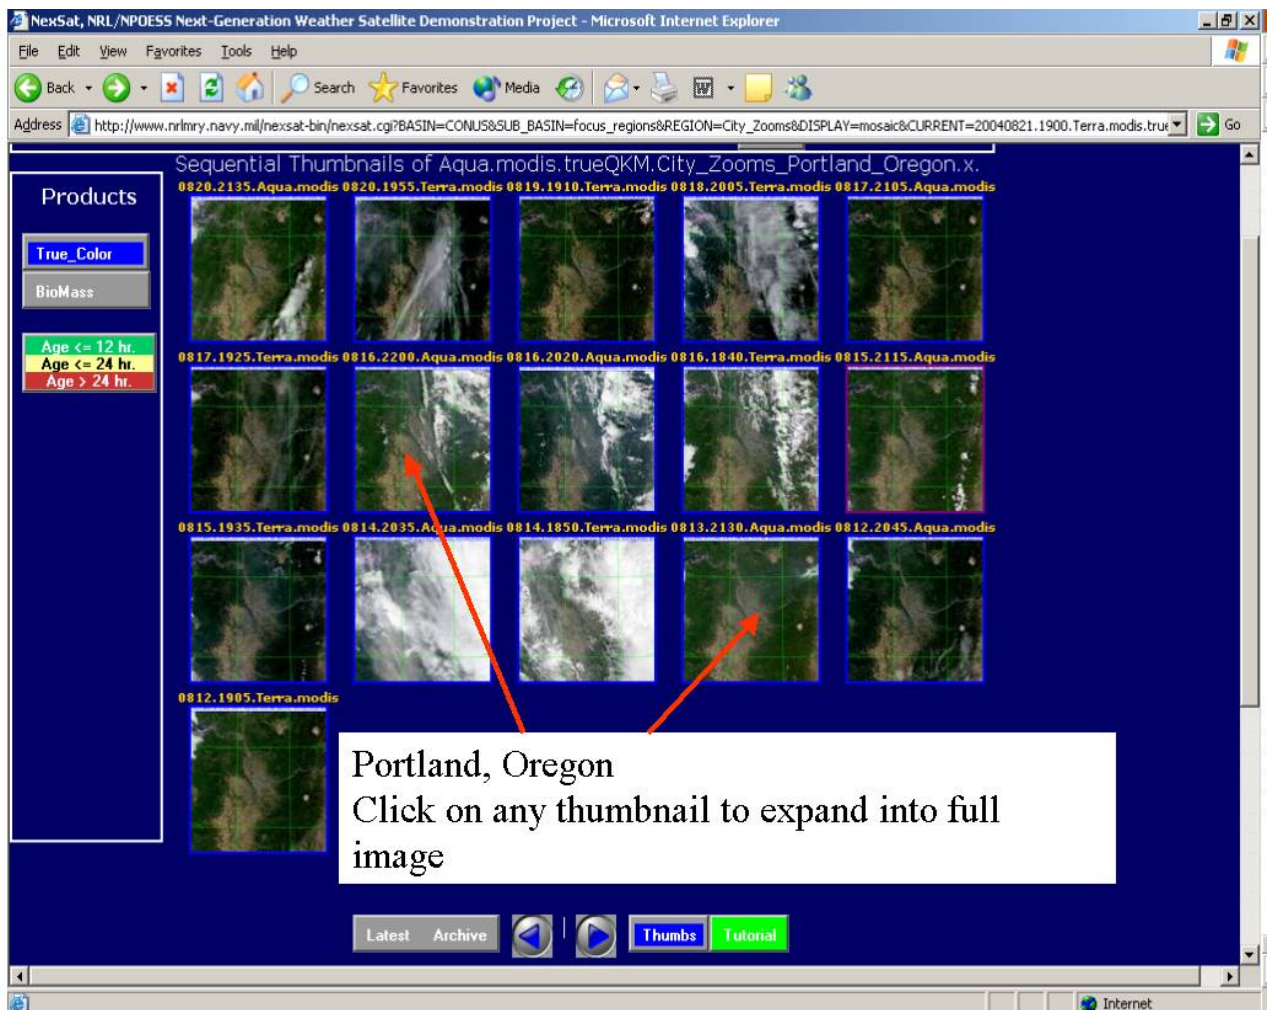 NexSat, NRL/NPOESS Next-Generation Weather Satellite Demonstration Project - Microsoft Internet Explorer
File Edit View Favorites Tools Help
Back Search Favorites Media
Address http://www.nrlmry.navy.mil/nexsat-bin/nexsat.cgi?BASIN=CONUS&SUB_BASIN=focus_regions&REGION=City_Zooms&DISPLAY=mosaic&CURRENT=20040821.1900.Terra.modis.true Go
Sequential Thumbnails of Aqua.modis.trueQKM.City_Zooms_Portland_Oregon.x.
Products
True_Color
BioMass
Age <= 12 hr.
Age <= 24 hr.
Age > 24 hr.
0820.2135.Aqua.modis 0820.1955.Terra.modis 0819.1910.Terra.modis 0818.2005.Terra.modis 0817.2105.Aqua.modis
0817.1925.Terra.modis 0816.2200.Aqua.modis 0816.2020.Aqua.modis 0816.1840.Terra.modis 0815.2115.Aqua.modis
0815.1935.Terra.modis 0814.2035.Aqua.modis 0814.1850.Terra.modis 0813.2130.Aqua.modis 0812.2045.Aqua.modis
0812.1905.Terra.modis
Portland, Oregon
Click on any thumbnail to expand into full
image
Latest Archive Thumbs Tutorial
Internet